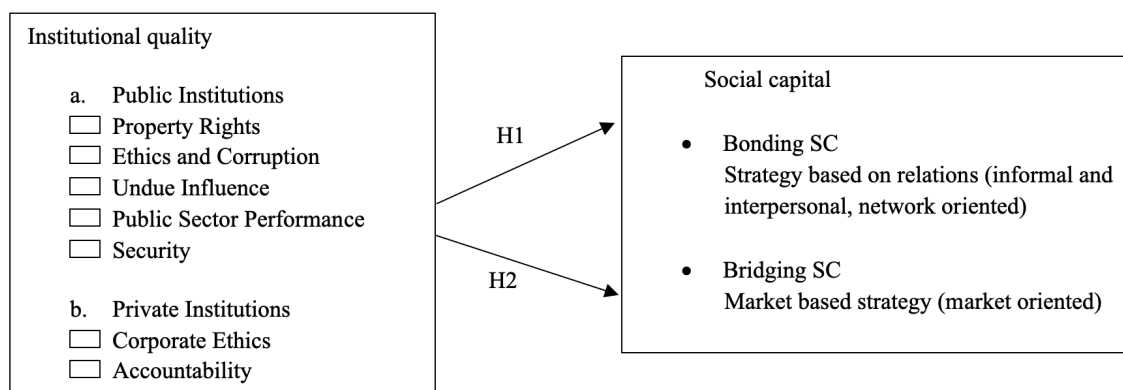 Institutional quality
a. Public Institutions
Property Rights
Ethics and Corruption
Undue Influence
Public Sector Performance
Security
b. Private Institutions
Corporate Ethics
Accountability
H1
H2
Social capital
• Bonding SC
Strategy based on relations (informal and
interpersonal, network oriented)
• Bridging SC
Market based strategy (market oriented)